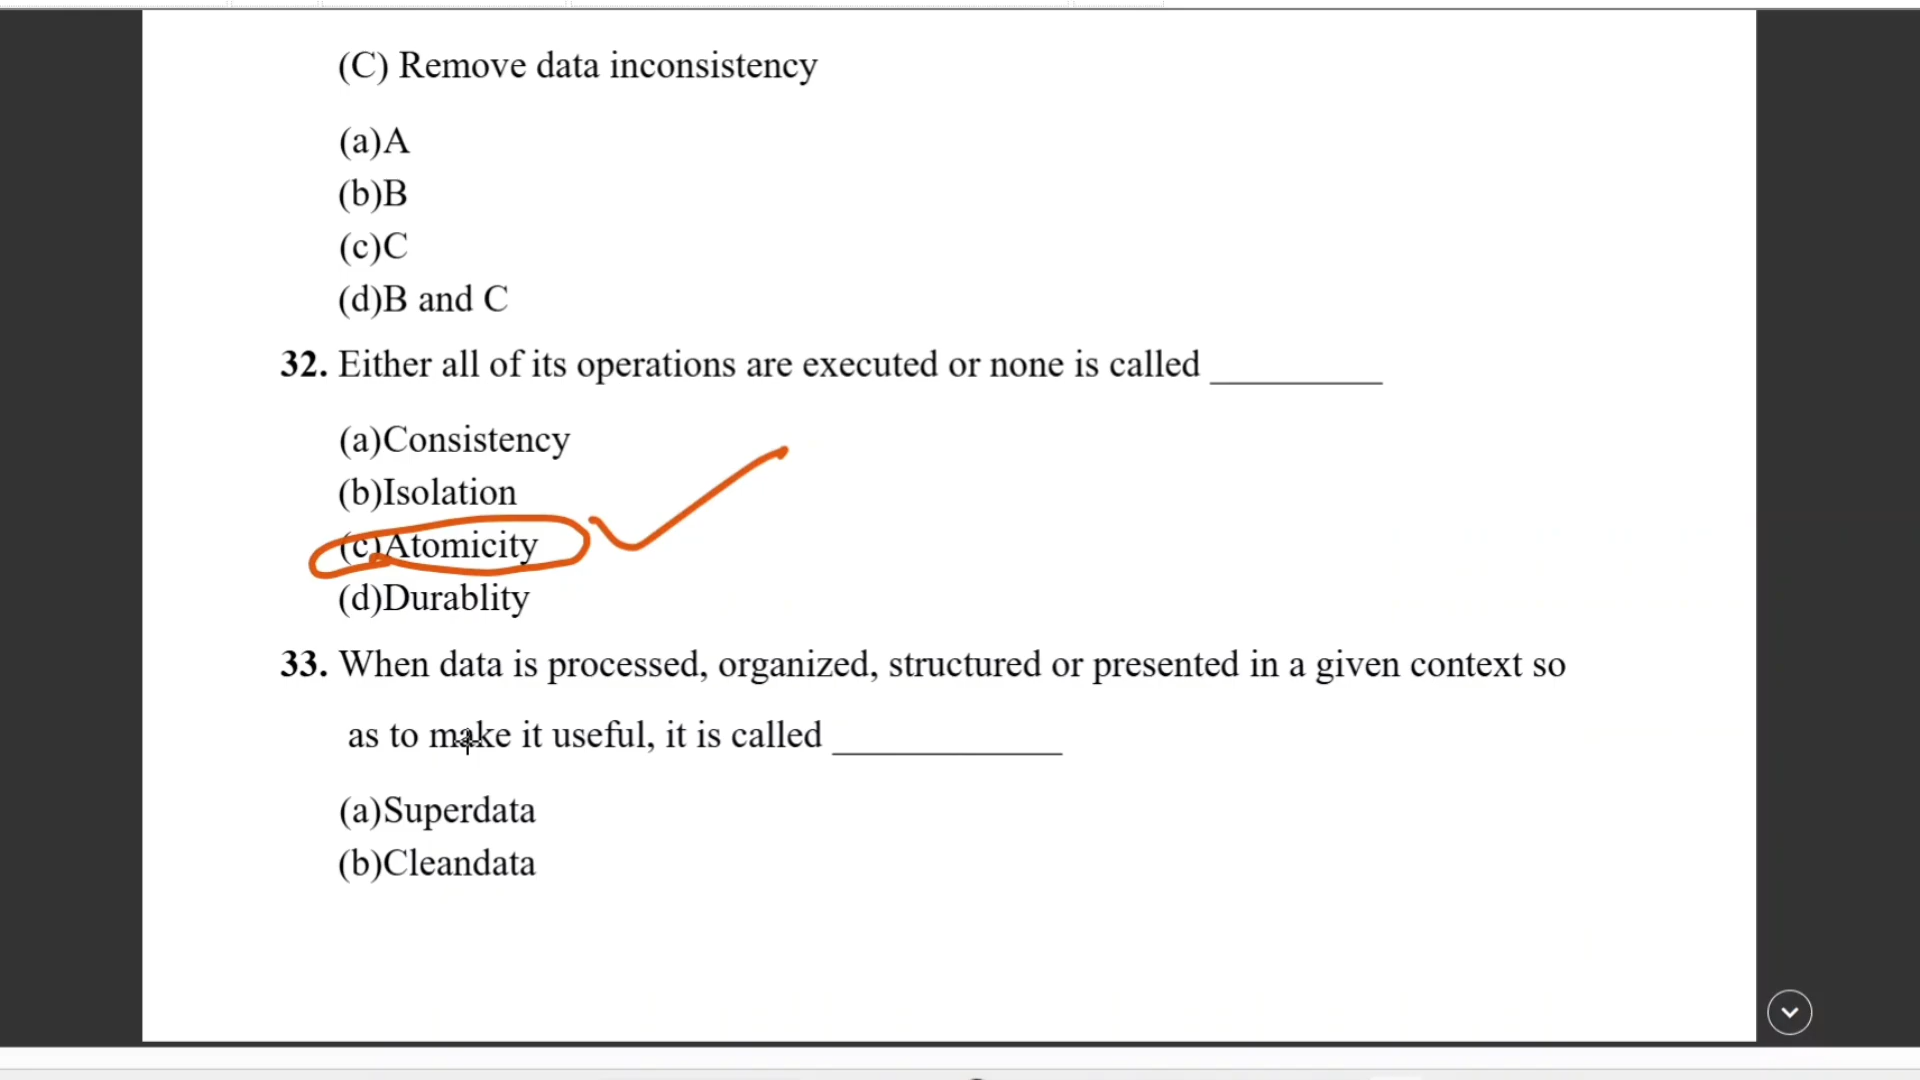 (C) Remove data inconsistency
(a)A
(b)B
(c)C
(d)B and C
32. Either all of its operations are executed or none is called __________
(a)Consistency
(b)Isolation
(c)Atomicity
(d)Durablity
33. When data is processed, organized, structured or presented in a given context so
as to make it useful, it is called ____________
(a)Superdata
(b)Cleandata